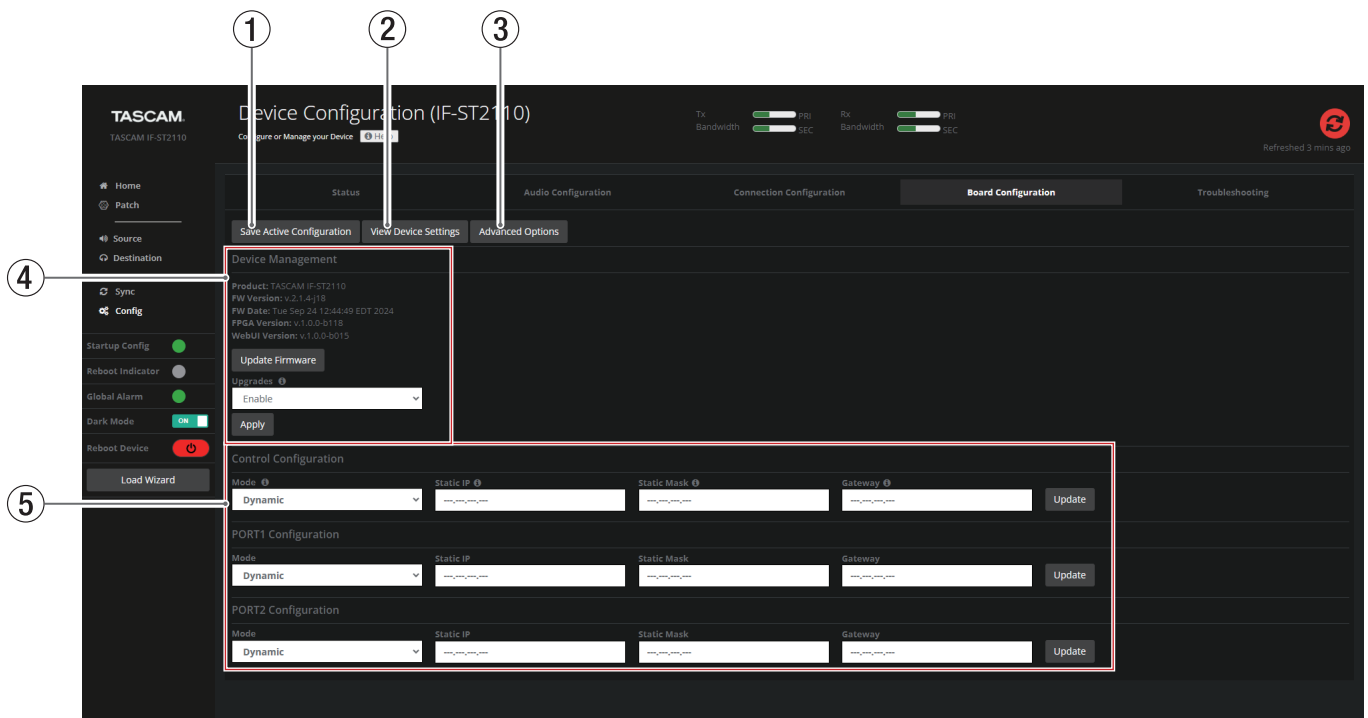 1
2
3
TASCAM.
TASCAM IF-ST2110
Device Configuration (IF-ST2110)
Configure or Manage your Device
Tx
Bandwidth
PRI
SEC
Rx
Bandwidth
PRI
SEC
Refreshed 3 mins ago
Home
Patch
Source
Destination
Sync
Config
Startup Config
Reboot Indicator
Global Alarm
Dark Mode ON
Reboot Device
Load Wizard
Status Audio Configuration Connection Configuration Board Configuration Troubleshooting
Save Active Configuration View Device Settings Advanced Options
4
Device Management
Product: TASCAM IF-ST2110
FW Version: v.2.1.4-j18
FW Date: Tue Sep 24 12:44:49 EDT 2024
FPGA Version: v.1.0.0-b118
WebUI Version: v.1.0.0-b015
Update Firmware
Upgrades
Enable
Apply
5
Control Configuration
Mode Static IP Static Mask Gateway
Dynamic ---.---.---.--- ---.---.---.--- ---.---.---.--- Update
PORT1 Configuration
Mode Static IP Static Mask Gateway
Dynamic ---.---.---.--- ---.---.---.--- ---.---.---.--- Update
PORT2 Configuration
Mode Static IP Static Mask Gateway
Dynamic ---.---.---.--- ---.---.---.--- ---.---.---.--- Update